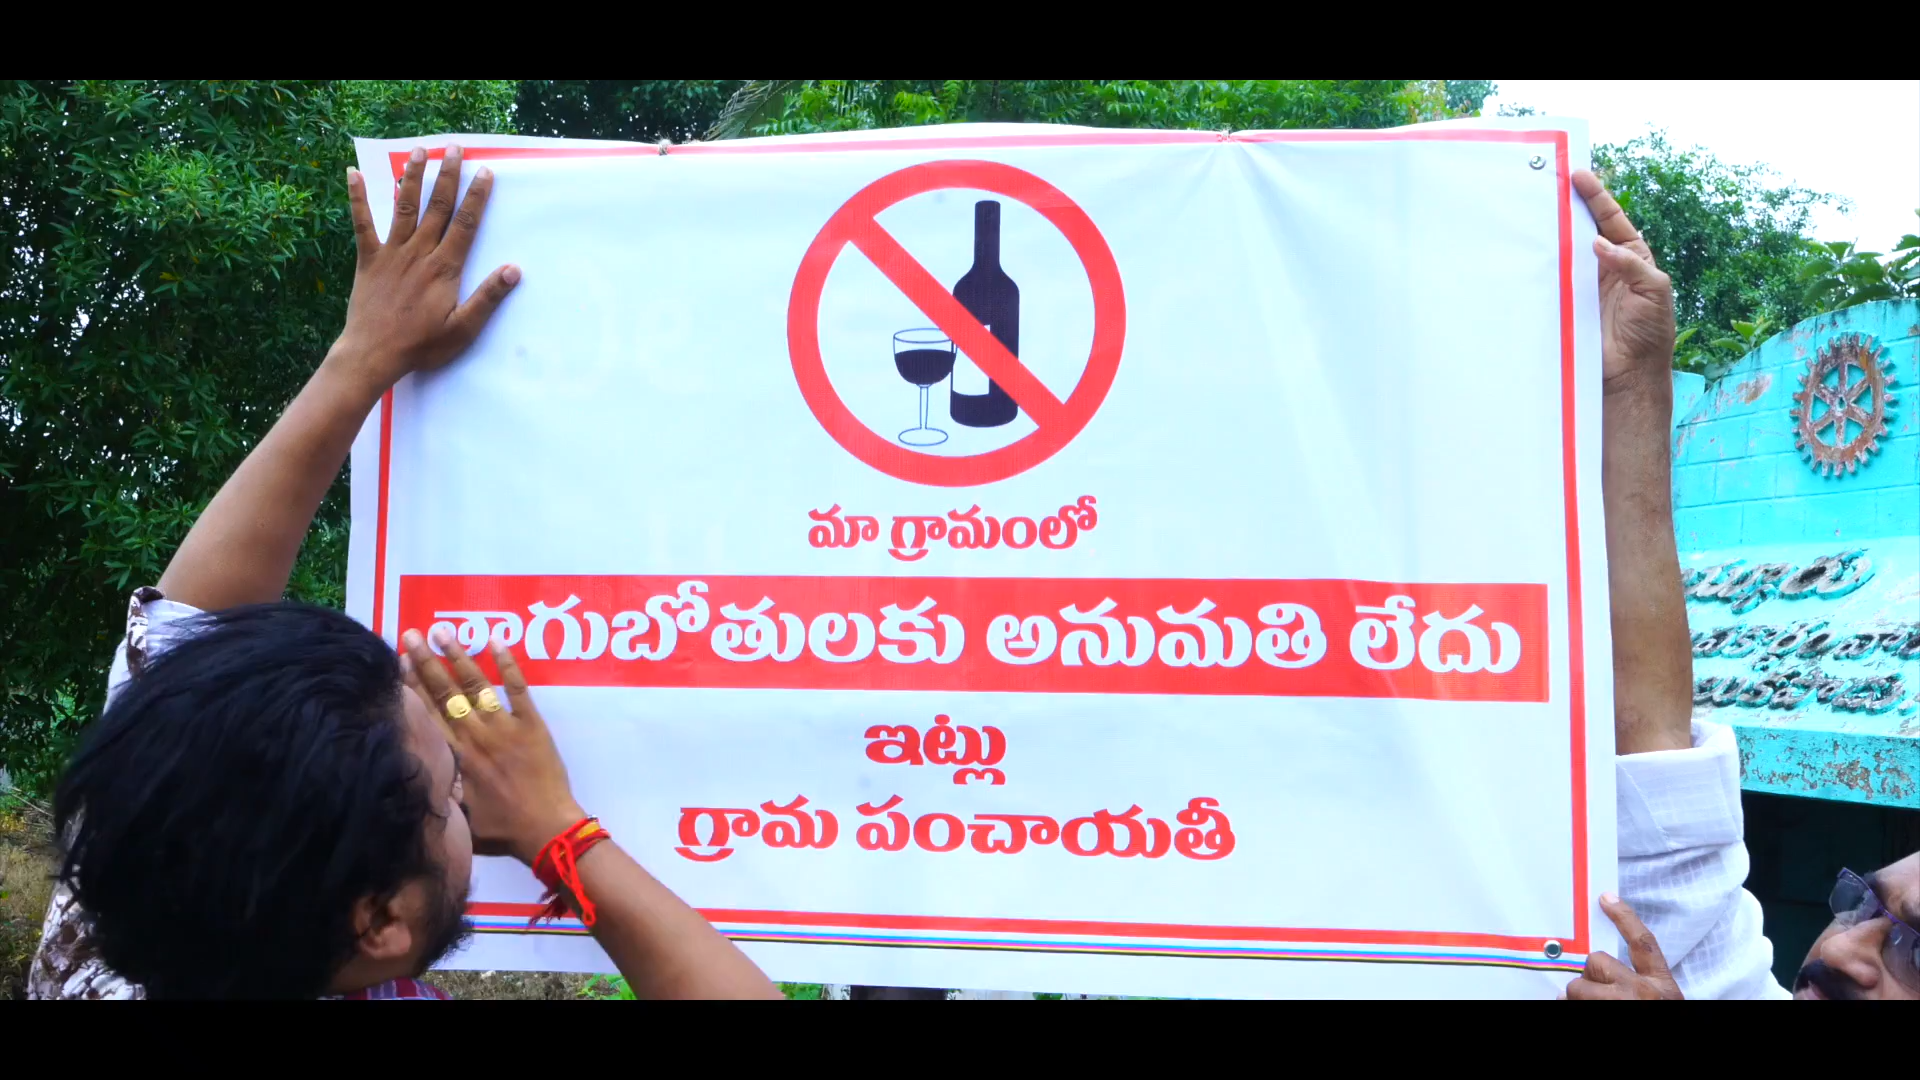 మా గ్రామంలో
తాగుబోతులకు అనుమతి లేదు
ఇట్లు
గ్రామ పంచాయతీ